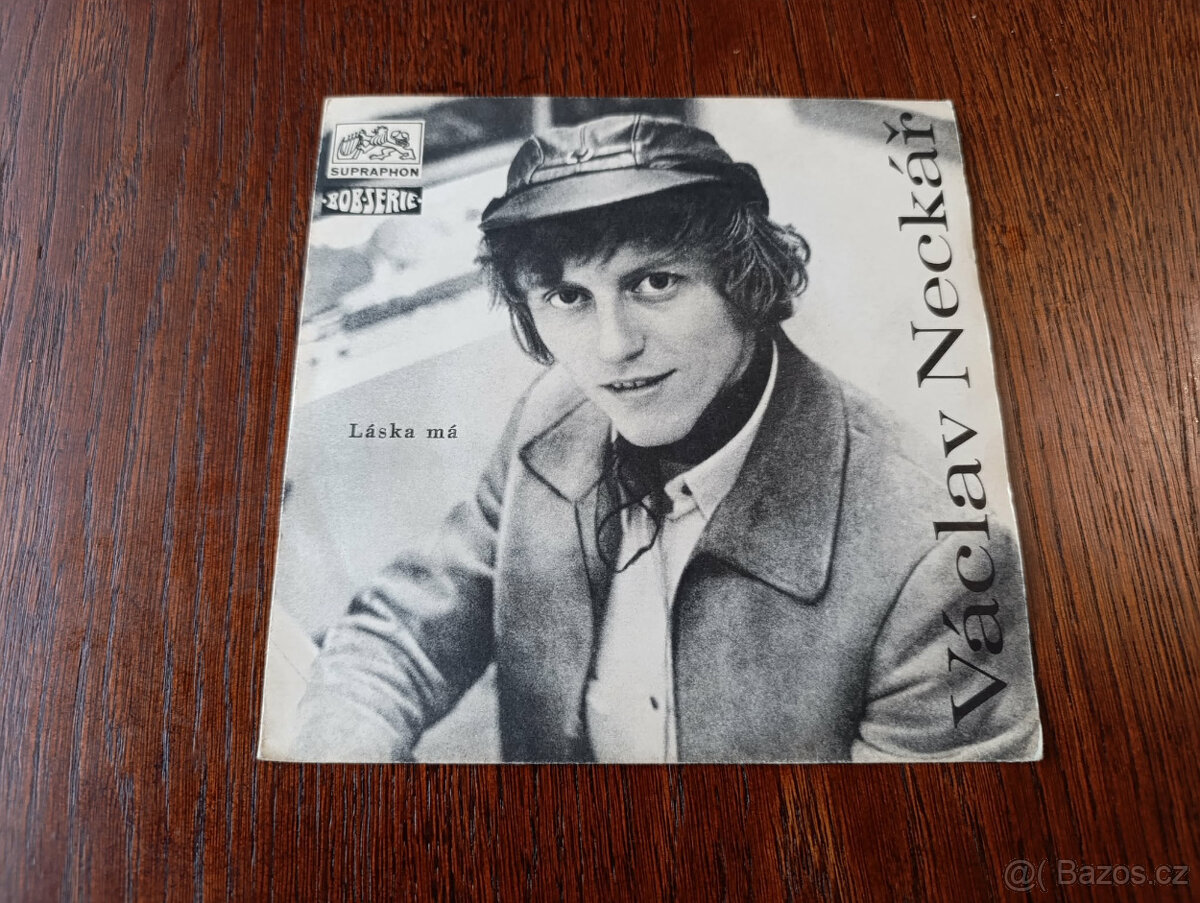 SUPRAPHON
·BOB-SERIE·
Láska má
Václav Neckář
@( Bazos.cz